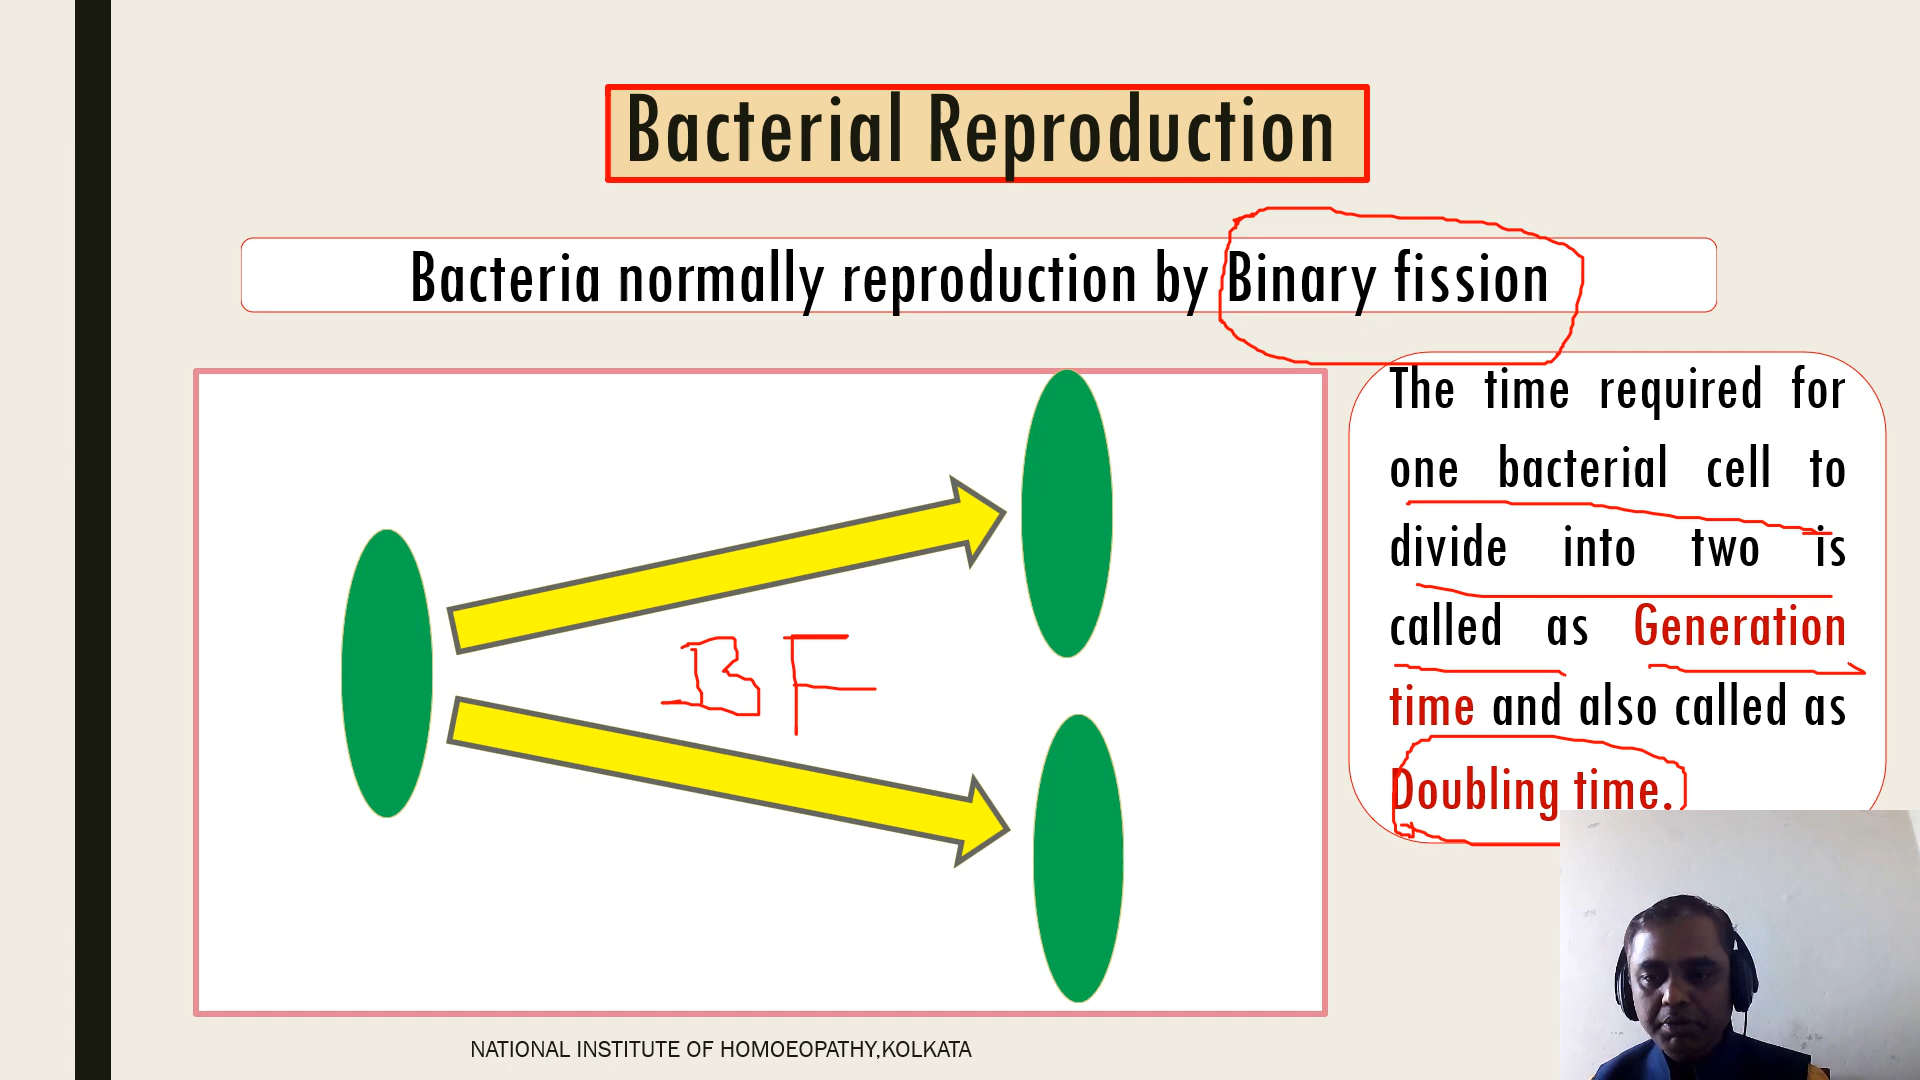 Bacterial Reproduction
Bacteria normally reproduction by Binary fission
The time required for
one bacterial cell to
divide into two is
called as Generation
time and also called as
Doubling time.
BF
NATIONAL INSTITUTE OF HOMOEOPATHY,KOLKATA